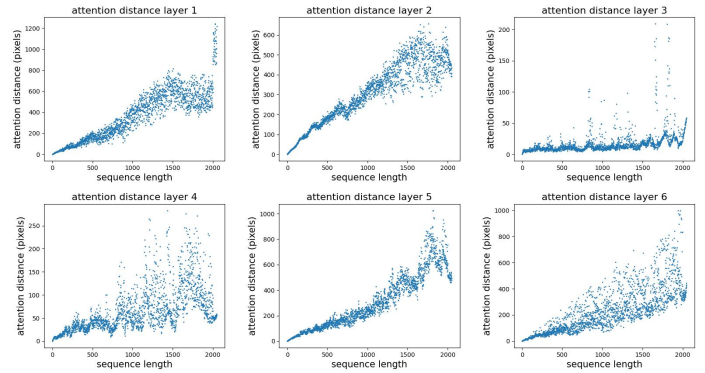 attention distance layer 1
attention distance (pixels)
1200
1000
800
600
400
200
0
0 500 1000 1500 2000
sequence length
attention distance layer 2
attention distance (pixels)
600
500
400
300
200
100
0
0 500 1000 1500 2000
sequence length
attention distance layer 3
attention distance (pixels)
200
150
100
50
0
0 500 1000 1500 2000
sequence length
attention distance layer 4
attention distance (pixels)
250
200
150
100
50
0
0 500 1000 1500 2000
sequence length
attention distance layer 5
attention distance (pixels)
1000
800
600
400
200
0
0 500 1000 1500 2000
sequence length
attention distance layer 6
attention distance (pixels)
1000
800
600
400
200
0
0 500 1000 1500 2000
sequence length